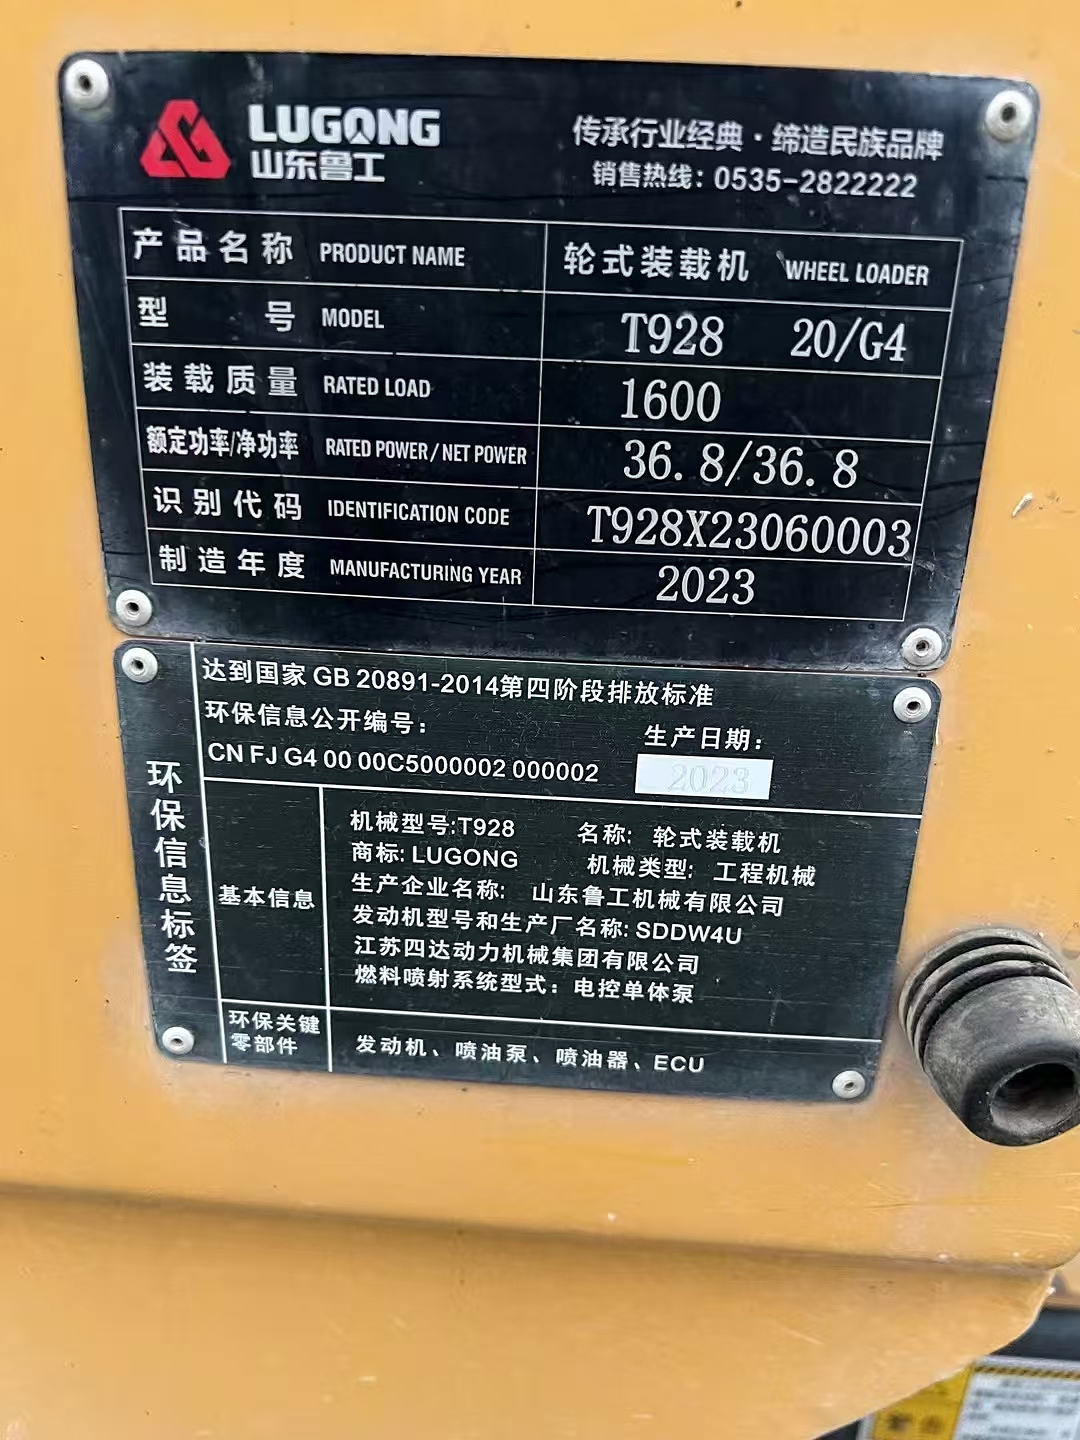 LUGONG
山东鲁工
传承行业经典·缔造民族品牌
销售热线：0535-2822222
产品名称 PRODUCT NAME 轮式装载机 WHEEL LOADER
型号 MODEL T928 20/G4
装载质量 RATED LOAD 1600
额定功率/净功率 RATED POWER/NET POWER 36.8/36.8
识别代码 IDENTIFICATION CODE T928X23060003
制造年度 MANUFACTURING YEAR 2023
环保信息标签
达到国家 GB 20891-2014第四阶段排放标准
环保信息公开编号：
生产日期：
CN FJ G4 00 00C5000002 000002
2023
基本信息
机械型号:T928 名称: 轮式装载机
商标: LUGONG 机械类型: 工程机械
生产企业名称: 山东鲁工机械有限公司
发动机型号和生产厂名称: SDDW4U
江苏四达动力机械集团有限公司
燃料喷射系统型式：电控单体泵
环保关键
零部件
发动机、喷油泵、喷油器、ECU